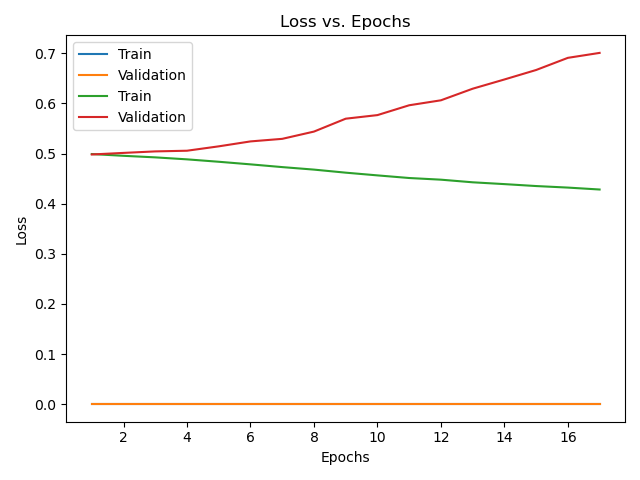 Loss vs. Epochs
Train
Validation
Train
Validation
0.7
0.6
0.5
0.4
0.3
0.2
0.1
0.0
Loss
2 4 6 8 10 12 14 16
Epochs